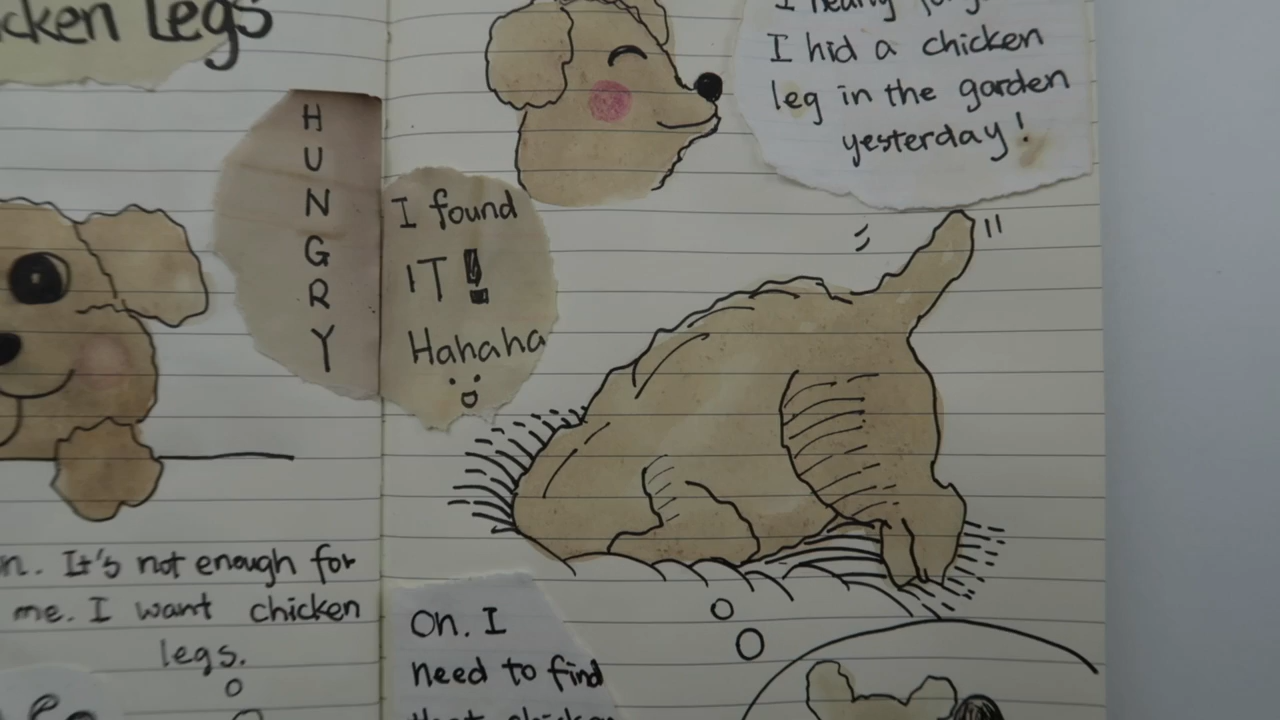 Legs
HUNGRY
n. It's not enough for
me. I want chicken
legs.
I hid a chicken
leg in the garden
yesterday!
I found
IT!
Hahaha
Oh. I
need to find